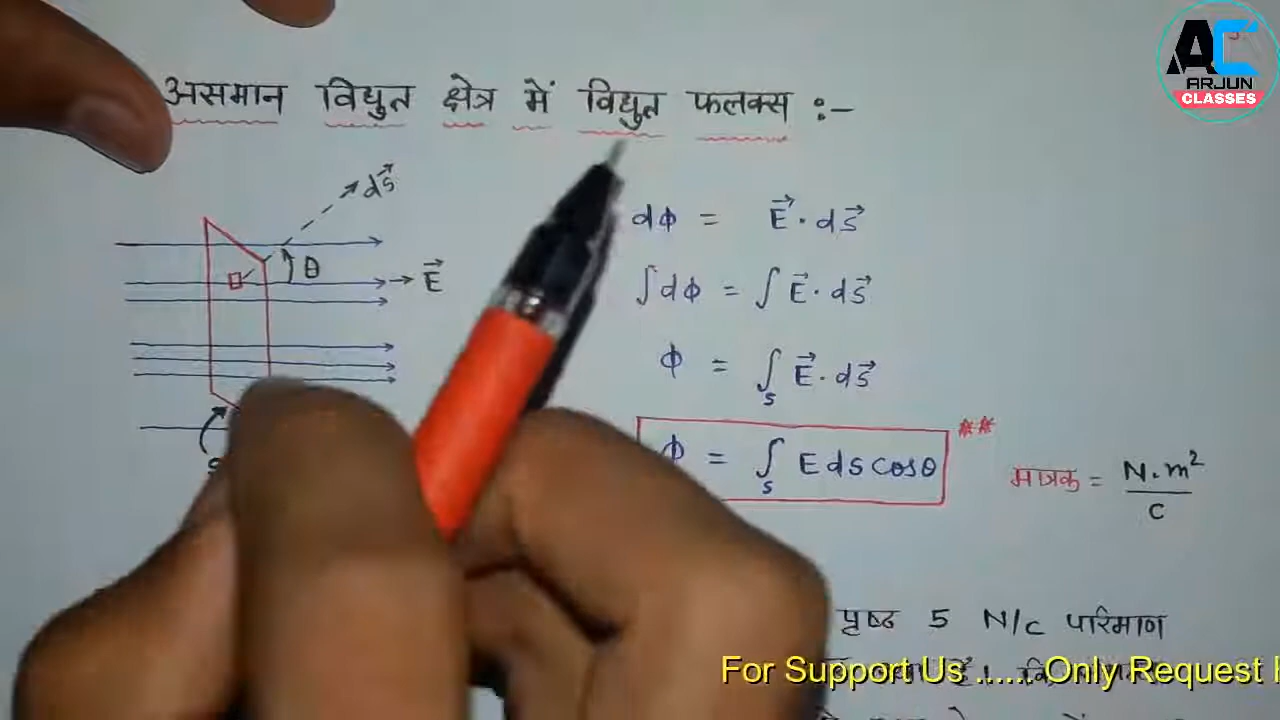 AC
ARJUN
CLASSES
असमान विद्युत क्षेत्र में विद्युत फलक्स :-
dS⃗
θ
→ E⃗
dϕ = E⃗ · dS⃗
∫dϕ = ∫ E⃗ · dS⃗
ϕ = ∫ₛ E⃗ · dS⃗
ϕ = ∫ₛ E ds cosθ
**
मात्रक = N·m²/C
पृष्ठ 5 N/C परिमाण
For Support Us ......Only Request